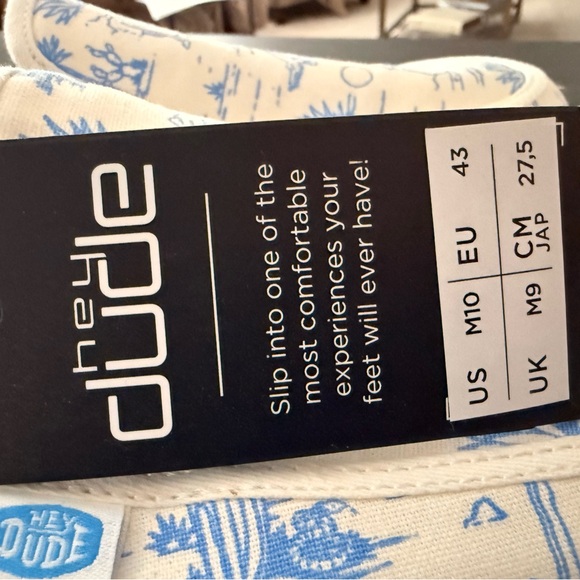 hey
dude
Slip into one of the
most comfortable
experiences your
feet will ever have!
US M10 EU 43
UK M9 CM JAP 27,5
HEY
DUDE